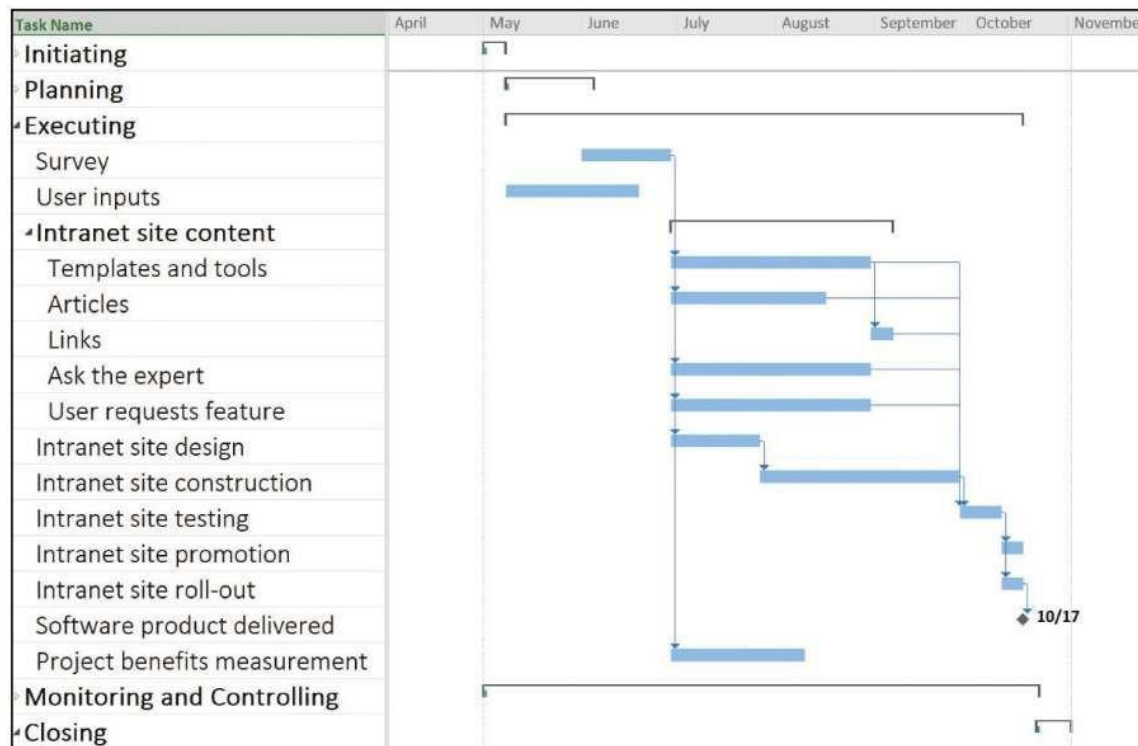 Task Name April May June July August September October Novembe
Initiating
Planning
Executing
Survey
User inputs
Intranet site content
Templates and tools
Articles
Links
Ask the expert
User requests feature
Intranet site design
Intranet site construction
Intranet site testing
Intranet site promotion
Intranet site roll-out
Software product delivered 10/17
Project benefits measurement
Monitoring and Controlling
Closing